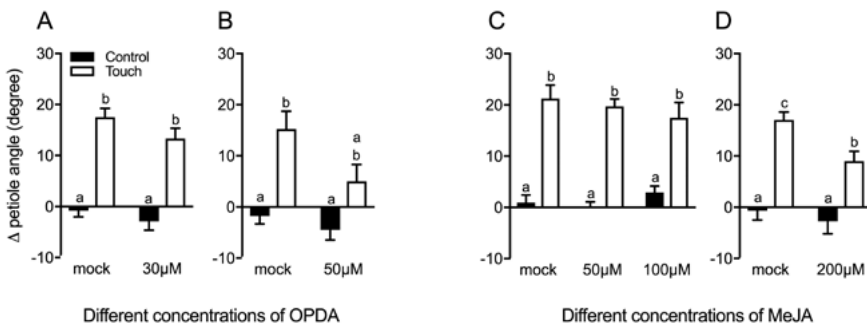 A B C D
30 30 30 30
Control
Touch
20 20 20 20
10 10 10 10
0 0 0 0
-10 -10 -10 -10
Δ petiole angle (degree)
a b a b
a b a a b
a b a b a b
a c a b
mock 30µM mock 50µM mock 50µM 100µM mock 200µM
Different concentrations of OPDA Different concentrations of MeJA